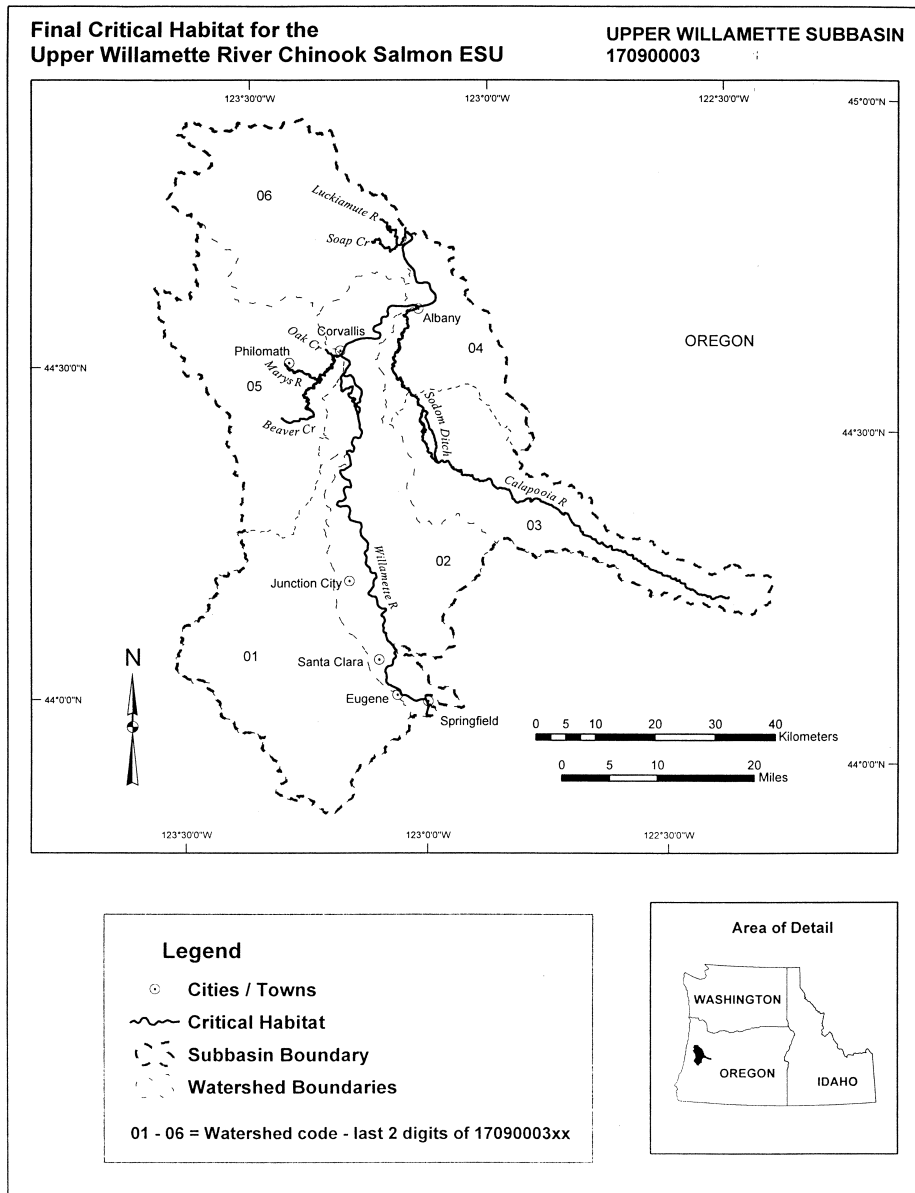 Final Critical Habitat for the
Upper Willamette River Chinook Salmon ESU
UPPER WILLAMETTE SUBBASIN
170900003
123°30'0"W
123°0'0"W
122°30'0"W
45°0'0"N
06
Luckiamute R
Soap Cr
Albany
Corvallis
Oak Cr
04
OREGON
Philomath
44°30'0"N
05
Marys R
Sodom Ditch
Beaver Cr
44°30'0"N
Calapooia R
03
Willamette R
02
Junction City
01
Santa Clara
N
Eugene
44°0'0"N
Springfield
0 5 10 20 30 40
Kilometers
44°0'0"N
0 5 10 20
Miles
123°30'0"W
123°0'0"W
122°30'0"W
Legend
Cities / Towns
Critical Habitat
Subbasin Boundary
Watershed Boundaries
01 - 06 = Watershed code - last 2 digits of 17090003xx
Area of Detail
WASHINGTON
OREGON
IDAHO